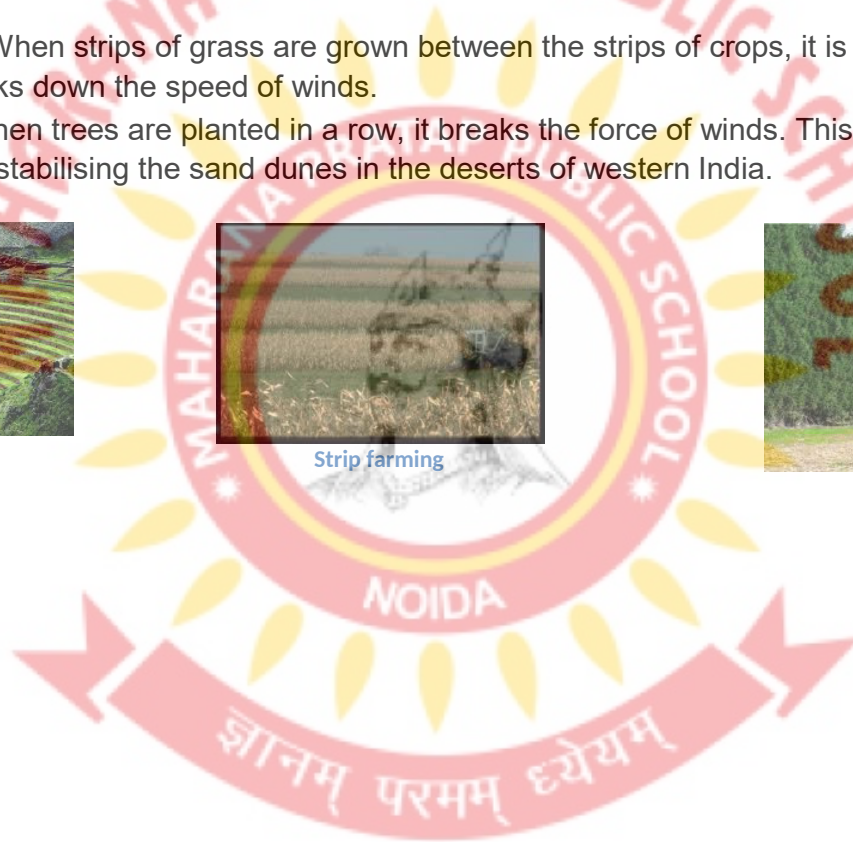 When strips of grass are grown between the strips of crops, it is
ks down the speed of winds.
hen trees are planted in a row, it breaks the force of winds. This
stabilising the sand dunes in the deserts of western India.
MAHARANA PRATAP PUBLIC SCHOOL
Strip farming
NOIDA
ज्ञानम् परमम् ध्येयम्